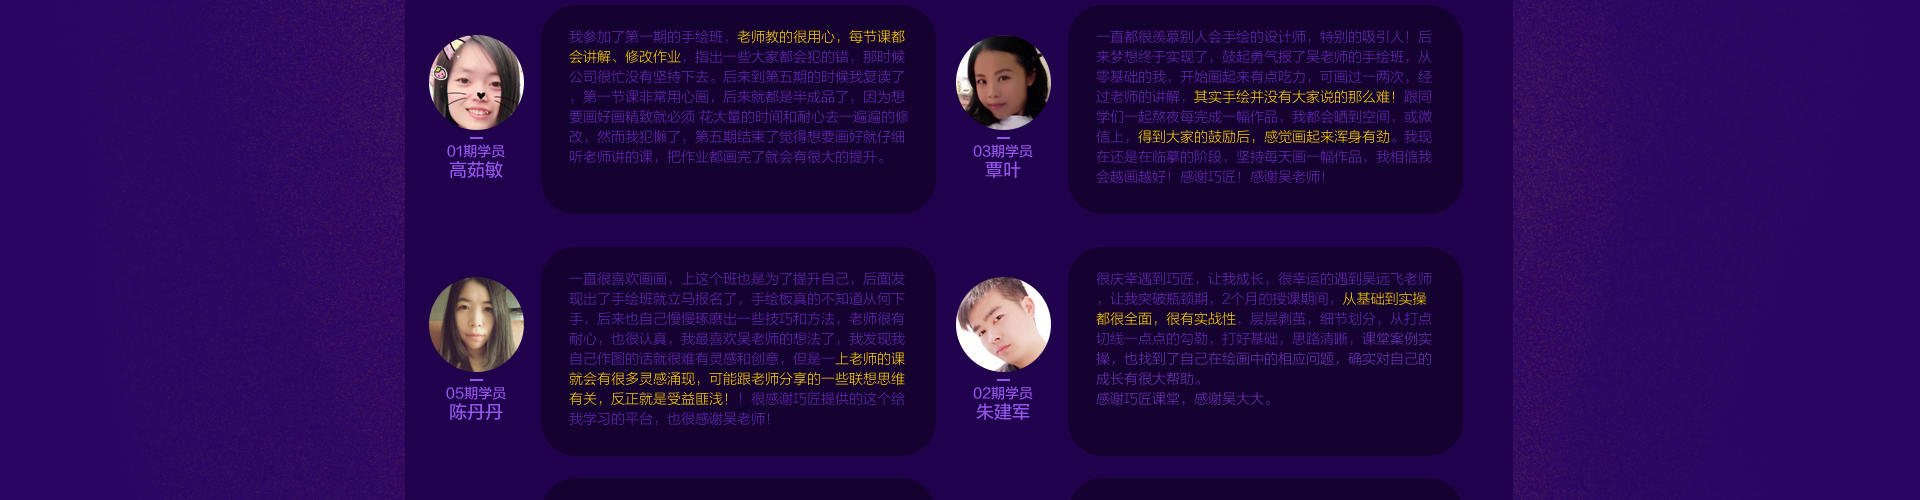 我参加了第一期的手绘班，老师教的很用心，每节课都
会讲解、修改作业，指出一些大家都会犯的错，那时候
公司很忙没有坚持下去。后来到第五期的时候我复读了
，第一节课非常用心画，后来就都是半成品了，因为想
要画好画精致就必须 花大量的时间和耐心去一遍遍的修
改，然而我犯懒了，第五期结束了觉得想要画好就仔细
听老师讲的课，把作业都画完了就会有很大的提升。
01期学员
高茹敏
一直都很羡慕别人会手绘的设计师，特别的吸引人！后
来梦想终于实现了，鼓起勇气报了吴老师的手绘班，从
零基础的我，开始画起来有点吃力，可画过一两次，经
过老师的讲解，其实手绘并没有大家说的那么难！跟同
学们一起熬夜每完成一幅作品，我都会晒到空间，或微
信上，得到大家的鼓励后，感觉画起来浑身有劲。我现
在还是在临摹的阶段，坚持每天画一幅作品，我相信我
会越画越好！感谢巧匠！感谢吴老师！
03期学员
覃叶
一直很喜欢画画，上这个班也是为了提升自己，后面发
现出了手绘班就立马报名了，手绘板真的不知道从何下
手，后来也自己慢慢琢磨出一些技巧和方法，老师很有
耐心，也很认真，我最喜欢吴老师的想法了，我发现我
自己作图的话就很难有灵感和创意，但是一上老师的课
就会有很多灵感涌现，可能跟老师分享的一些联想思维
有关，反正就是受益匪浅！！很感谢巧匠提供的这个给
我学习的平台，也很感谢吴老师！
05期学员
陈丹丹
很庆幸遇到巧匠，让我成长，很幸运的遇到吴远飞老师
，让我突破瓶颈期，2个月的授课期间，从基础到实操
都很全面，很有实战性，层层剥茧，细节划分，从打点
切线一点点的勾勒，打好基础，思路清晰，课堂案例实
操，也找到了自己在绘画中的相应问题，确实对自己的
成长有很大帮助。
感谢巧匠课堂，感谢吴大大。
02期学员
朱建军